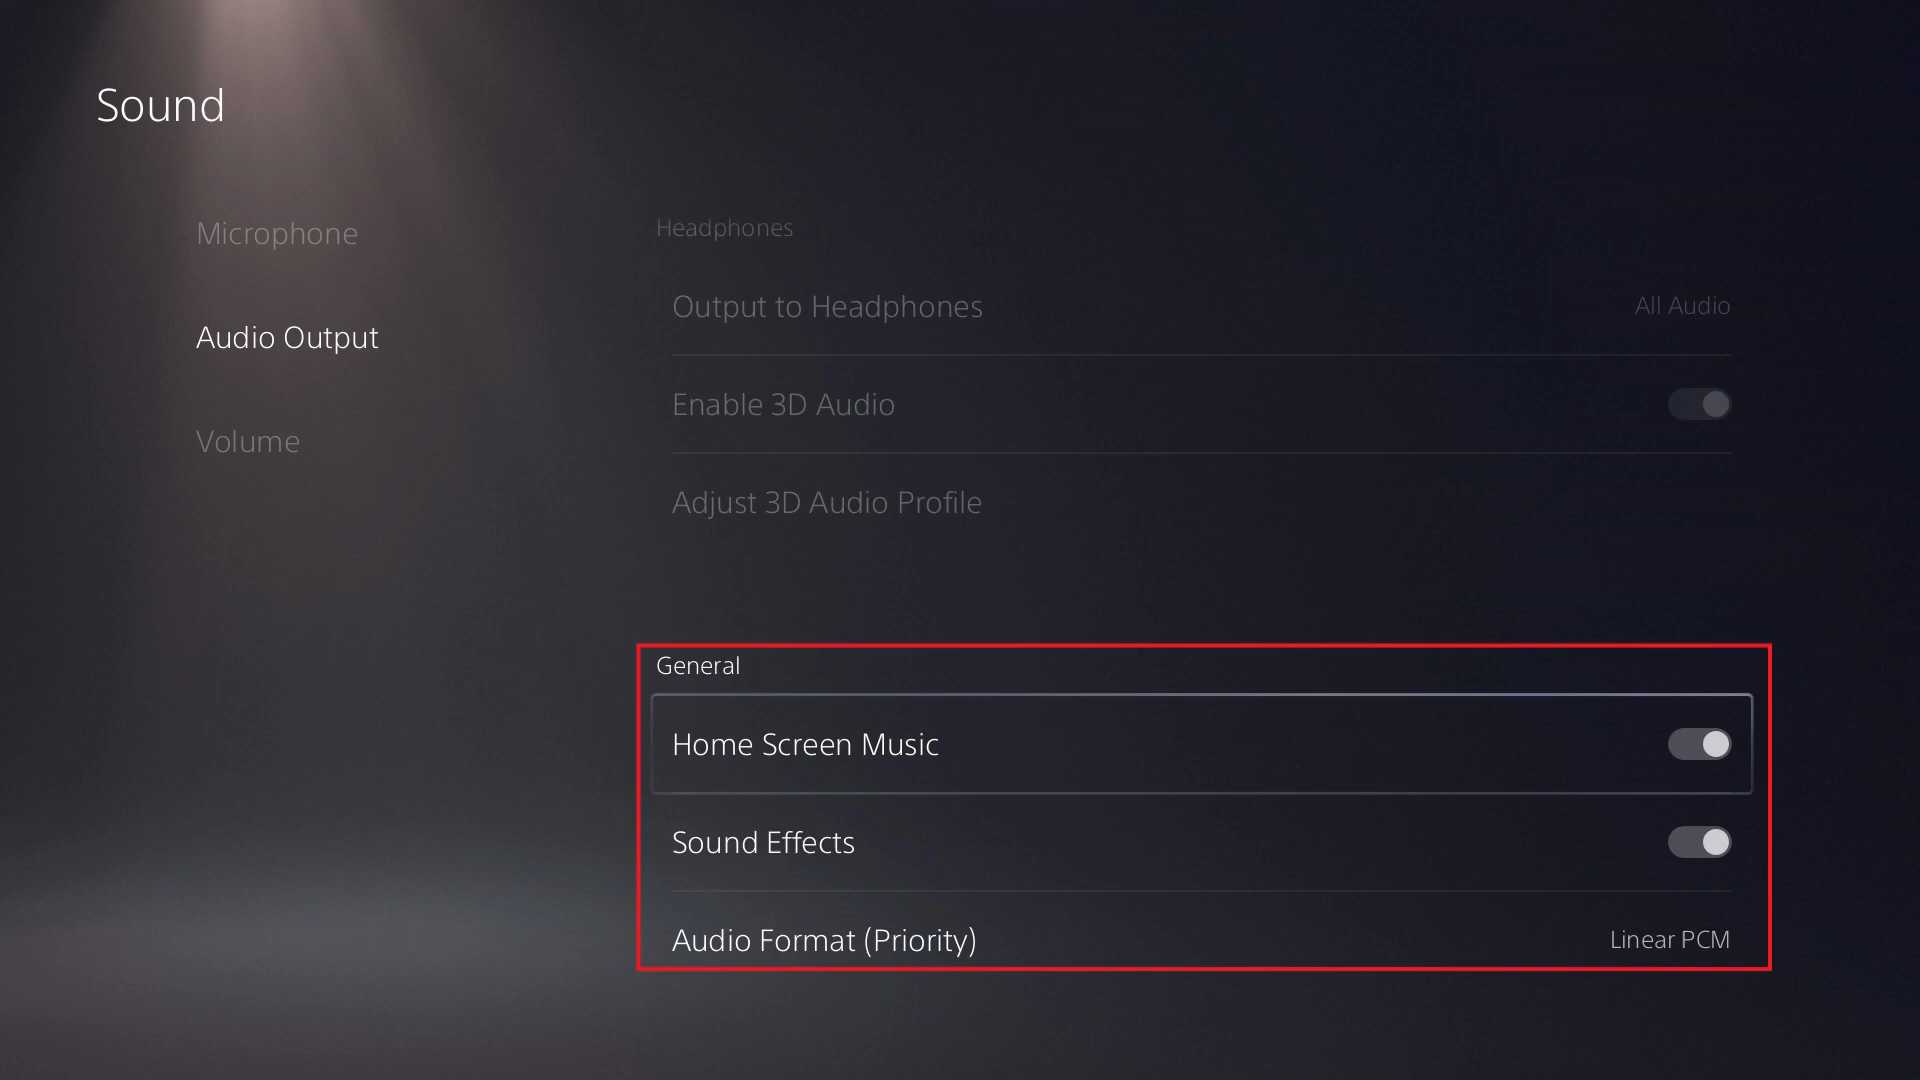 Sound
Microphone
Audio Output
Volume
Headphones
Output to Headphones All Audio
Enable 3D Audio
Adjust 3D Audio Profile
General
Home Screen Music
Sound Effects
Audio Format (Priority) Linear PCM